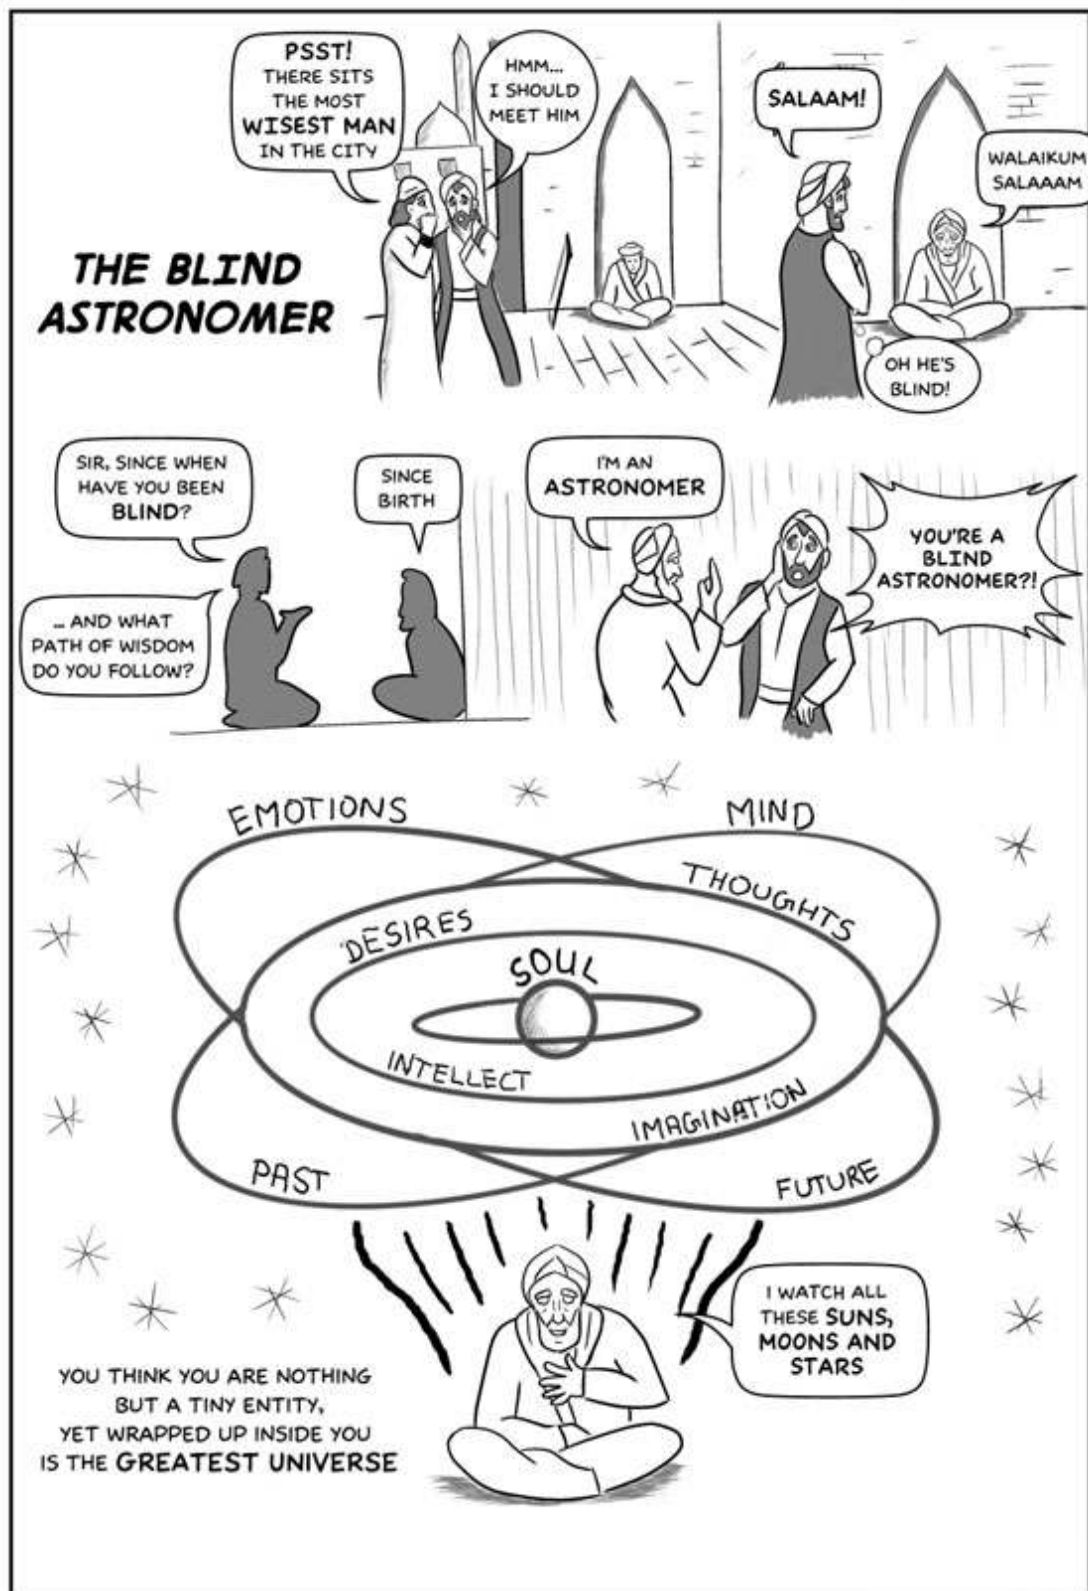 PSST!
THERE SITS
THE MOST
WISEST MAN
IN THE CITY
HMM...
I SHOULD
MEET HIM
SALAAM!
WALAIKUM
SALAAAM
OH HE'S
BLIND!
THE BLIND
ASTRONOMER
SIR, SINCE WHEN
HAVE YOU BEEN
BLIND?
... AND WHAT
PATH OF WISDOM
DO YOU FOLLOW?
SINCE
BIRTH
I'M AN
ASTRONOMER
YOU'RE A
BLIND
ASTRONOMER?!
EMOTIONS
MIND
THOUGHTS
DESIRES
SOUL
INTELLECT
IMAGINATION
PAST
FUTURE
I WATCH ALL
THESE SUNS,
MOONS AND
STARS
YOU THINK YOU ARE NOTHING
BUT A TINY ENTITY,
YET WRAPPED UP INSIDE YOU
IS THE GREATEST UNIVERSE